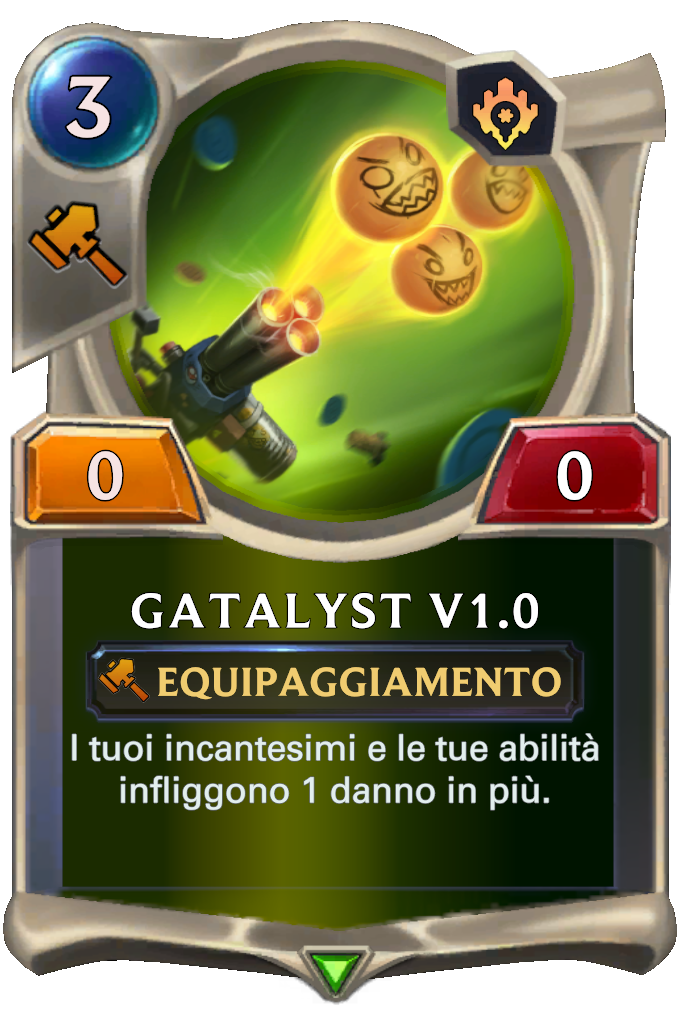 3
0
0
GATALYST V1.0
EQUIPAGGIAMENTO
I tuoi incantesimi e le tue abilità
infliggono 1 danno in più.